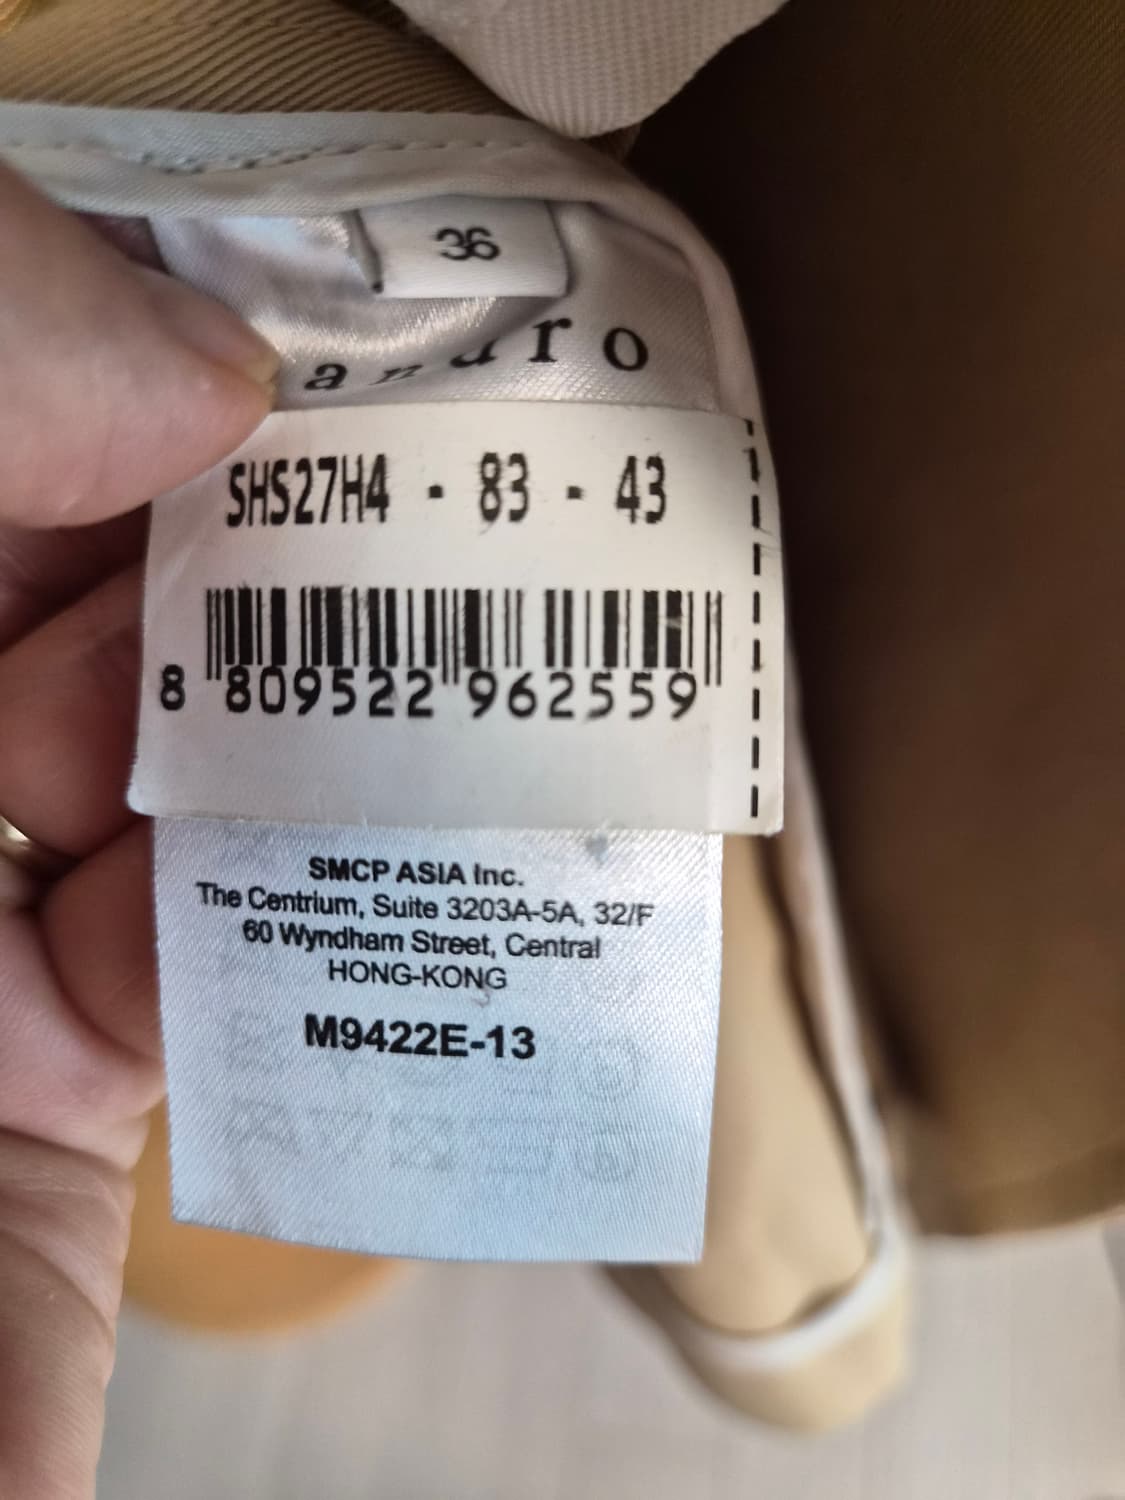 36
andro
SHS27H4 - 83 - 43
8 809522 962559
SMCP ASIA Inc.
The Centrium, Suite 3203A-5A, 32/F
60 Wyndham Street, Central
HONG-KONG
M9422E-13